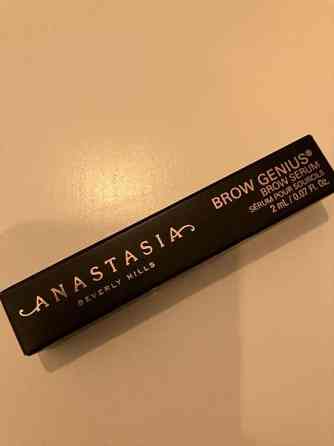 ANASTASIA
BEVERLY HILLS
BROW GENIUS®
BROW SERUM
SÉRUM POUR SOURCILS
2 mL / 0.07 Fl. Oz.